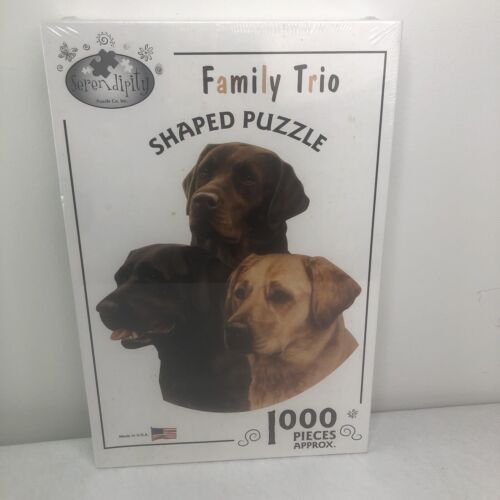 Serendipity
Puzzle Co. Inc.
Family Trio
SHAPED PUZZLE
Made in U.S.A.
1000
PIECES
APPROX.